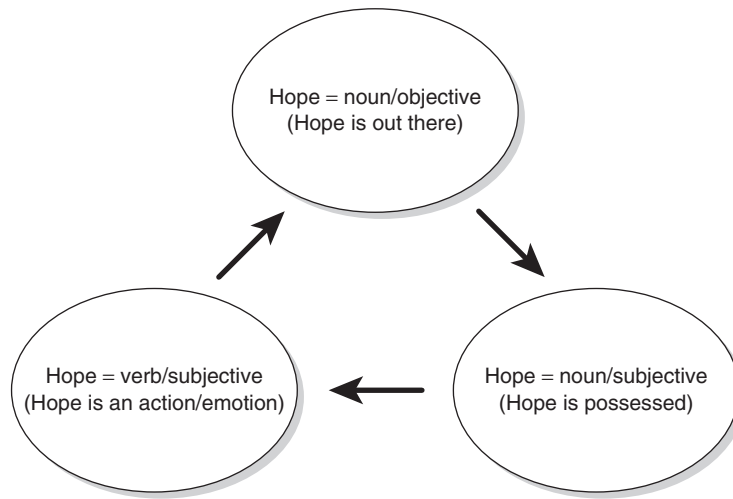 Hope = noun/objective
(Hope is out there)
Hope = verb/subjective
(Hope is an action/emotion)
Hope = noun/subjective
(Hope is possessed)